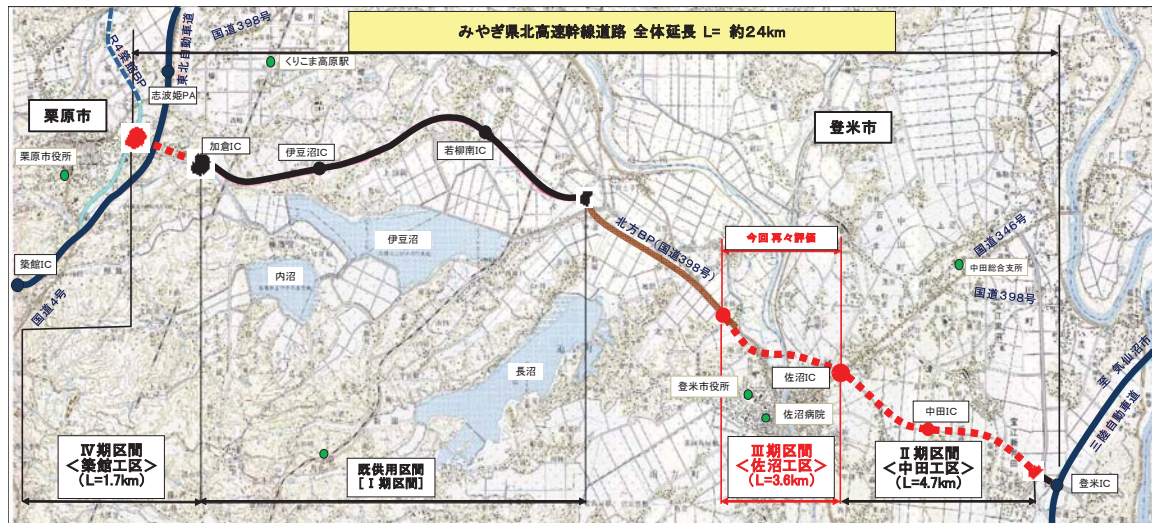 みやぎ県北高速幹線道路 全体延長 L= 約24km
国道398号
R4築館BP
東北自動車道
くりこま高原駅
志波姫PA
栗原市
登米市
栗原市役所
加倉IC
伊豆沼IC
若柳南IC
伊豆沼
内沼
北方BP(国道398号)
今回 再々評価
国道346号
中田総合支所
国道398号
築館IC
国道4号
長沼
佐沼IC
登米市役所
佐沼病院
中田IC
至 気仙沼市
三陸自動車道
登米IC
Ⅳ期区間
<築館工区>
(L=1.7km)
既供用区間
[Ⅰ期区間]
Ⅲ期区間
<佐沼工区>
(L=3.6km)
Ⅱ期区間
<中田工区>
(L=4.7km)